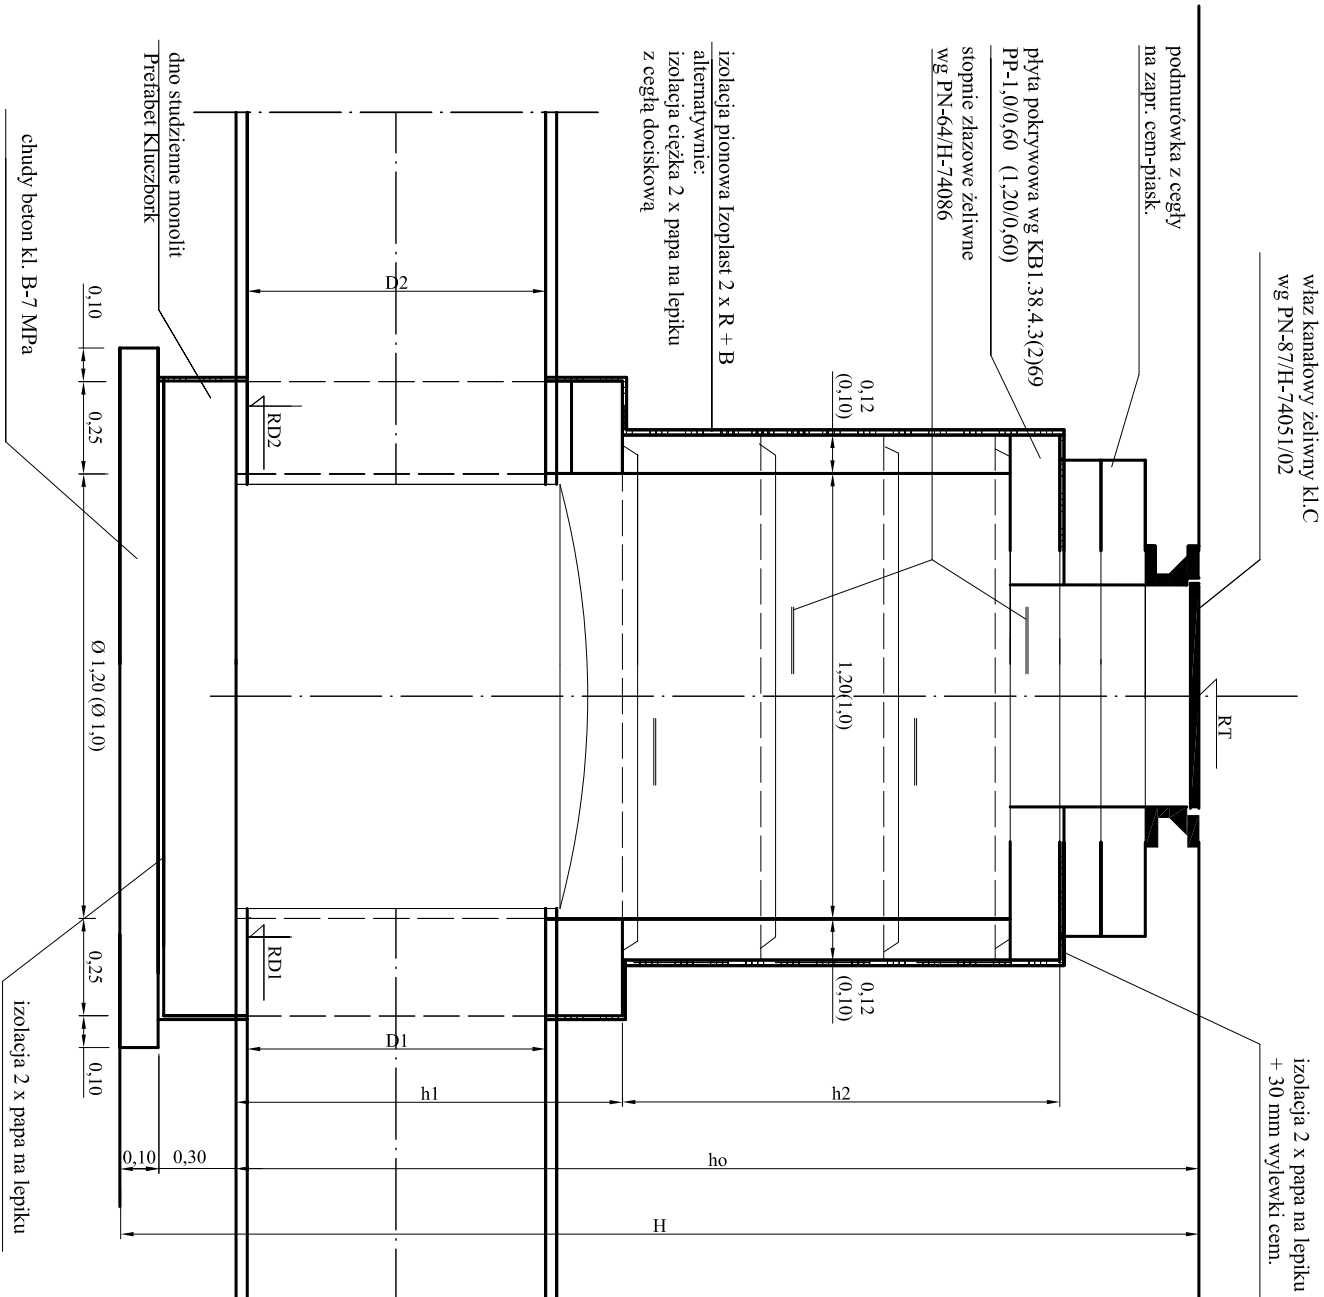 właz kanałowy żeliwny kl.C
wg PN-87/H-74051/02
podmurówka z cegły
na zapr. cem-piask.
płyta pokrywowa wg KB1.38.4.3(2)69
PP-1,0/0,60 (1,20/0,60)
stopnie złazowe żeliwne
wg PN-64/H-74086
izolacja pionowa Izoplast 2 x R + B
alternatywnie:
izolacja ciężka 2 x papa na lepiku
z cegłą dociskową
dno studzienne monolit
Prefabet Kluczbork
chudy beton kl. B-7 MPa
izolacja 2 x papa na lepiku
+ 30 mm wylewki cem.
izolacja 2 x papa na lepiku
RT
0,12
(0,10)
1,20(1,0)
0,12
(0,10)
D2
RD2
RD1
D1
0,10
0,25
Ø 1,20 (Ø 1,0)
0,25
0,10
h1
h2
0,10
0,30
ho
H